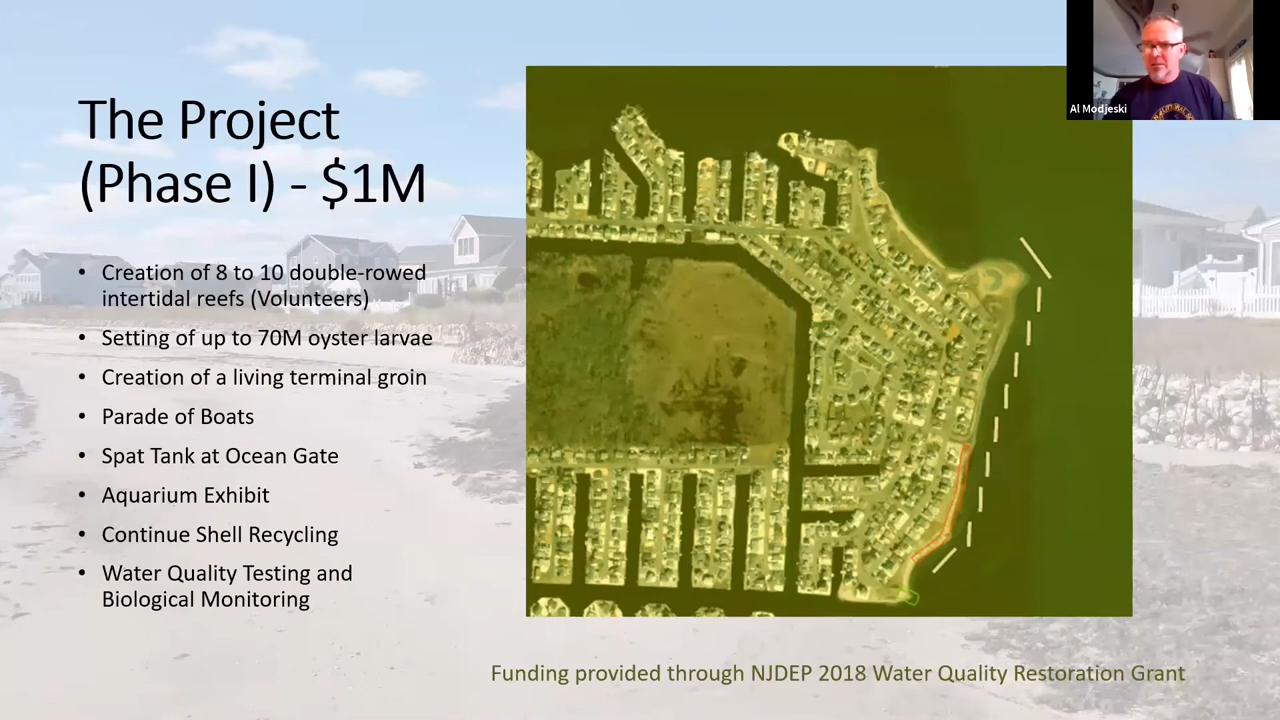 The Project
(Phase I) - $1M
• Creation of 8 to 10 double-rowed
intertidal reefs (Volunteers)
• Setting of up to 70M oyster larvae
• Creation of a living terminal groin
• Parade of Boats
• Spat Tank at Ocean Gate
• Aquarium Exhibit
• Continue Shell Recycling
• Water Quality Testing and
Biological Monitoring
Al Modjeski
Funding provided through NJDEP 2018 Water Quality Restoration Grant